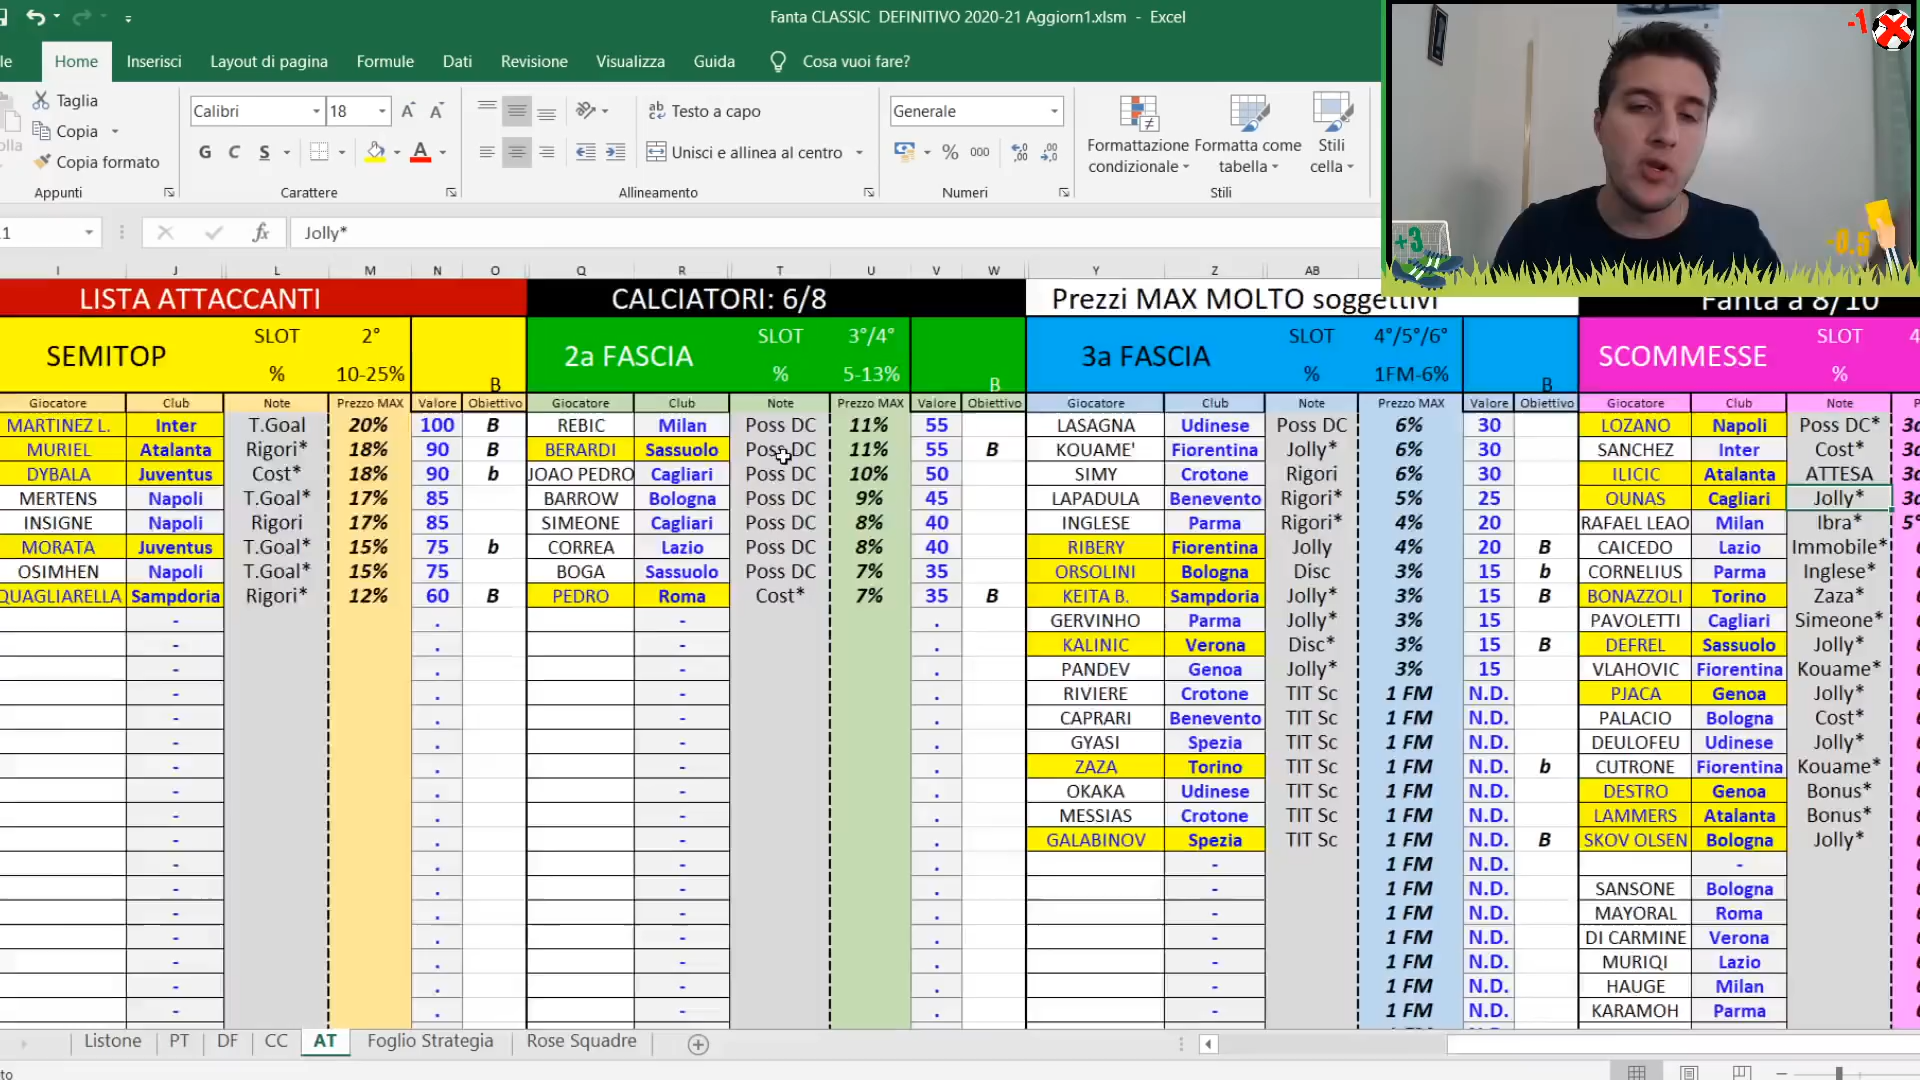 Fanta CLASSIC DEFINITIVO 2020-21 Aggiorn1.xlsm - Excel
-1
le Home Inserisci Layout di pagina Formule Dati Revisione Visualizza Guida Cosa vuoi fare?
Taglia
Copia
Copia formato
Appunti
Calibri 18
G C S
Carattere
Testo a capo
Unisci e allinea al centro
Allineamento
Generale
% 000
Numeri
Formattazione condizionale
Formatta come tabella
Stili cella
Stili
+3
-0.5
1 fx Jolly*
I J L M N O Q R T U V W Y Z AB
LISTA ATTACCANTI CALCIATORI: 6/8 Prezzi MAX MOLTO soggettivi Fanta a 8/10
SEMITOP SLOT 2° 2a FASCIA SLOT 3°/4° 3a FASCIA SLOT 4°/5°/6° SCOMMESSE SLOT 4
% 10-25% B % 5-13% B % 1FM-6% B %
Giocatore Club Note Prezzo MAX Valore Obiettivo Giocatore Club Note Prezzo MAX Valore Obiettivo Giocatore Club Note Prezzo MAX Valore Obiettivo Giocatore Club Note P
MARTINEZ L. Inter T.Goal 20% 100 B REBIC Milan Poss DC 11% 55 LASAGNA Udinese Poss DC 6% 30 LOZANO Napoli Poss DC*
MURIEL Atalanta Rigori* 18% 90 B BERARDI Sassuolo Poss DC 11% 55 B KOUAME' Fiorentina Jolly* 6% 30 SANCHEZ Inter Cost*
DYBALA Juventus Cost* 18% 90 b JOAO PEDRO Cagliari Poss DC 10% 50 SIMY Crotone Rigori 6% 30 ILICIC Atalanta ATTESA
MERTENS Napoli T.Goal* 17% 85 BARROW Bologna Poss DC 9% 45 LAPADULA Benevento Rigori* 5% 25 OUNAS Cagliari Jolly*
INSIGNE Napoli Rigori 17% 85 SIMEONE Cagliari Poss DC 8% 40 INGLESE Parma Rigori* 4% 20 RAFAEL LEAO Milan Ibra*
MORATA Juventus T.Goal* 15% 75 b CORREA Lazio Poss DC 8% 40 RIBERY Fiorentina Jolly 4% 20 B CAICEDO Lazio Immobile*
OSIMHEN Napoli T.Goal* 15% 75 BOGA Sassuolo Poss DC 7% 35 ORSOLINI Bologna Disc 3% 15 b CORNELIUS Parma Inglese*
QUAGLIARELLA Sampdoria Rigori* 12% 60 B PEDRO Roma Cost* 7% 35 B KEITA B. Sampdoria Jolly* 3% 15 B BONAZZOLI Torino Zaza*
- . - . GERVINHO Parma Jolly* 3% 15 PAVOLETTI Cagliari Simeone*
- . - . KALINIC Verona Disc* 3% 15 B DEFREL Sassuolo Jolly*
- . - . PANDEV Genoa Jolly* 3% 15 VLAHOVIC Fiorentina Kouame*
- . - . RIVIERE Crotone TIT Sc 1 FM N.D. PJACA Genoa Jolly*
- . - . CAPRARI Benevento TIT Sc 1 FM N.D. PALACIO Bologna Cost*
- . - . GYASI Spezia TIT Sc 1 FM N.D. DEULOFEU Udinese Jolly*
- . - . ZAZA Torino TIT Sc 1 FM N.D. b CUTRONE Fiorentina Kouame*
- . - . OKAKA Udinese TIT Sc 1 FM N.D. DESTRO Genoa Bonus*
- . - . MESSIAS Crotone TIT Sc 1 FM N.D. LAMMERS Atalanta Bonus*
- . - . GALABINOV Spezia TIT Sc 1 FM N.D. B SKOV OLSEN Bologna Jolly*
- . - . - 1 FM N.D. -
- . - . - 1 FM N.D. SANSONE Bologna
- . - . - 1 FM N.D. MAYORAL Roma
- . - . - 1 FM N.D. DI CARMINE Verona
- . - . - 1 FM N.D. MURIQI Lazio
- . - . - 1 FM N.D. HAUGE Milan
- . - . - 1 FM N.D. KARAMOH Parma
Listone PT DF CC AT Foglio Strategia Rose Squadre
to